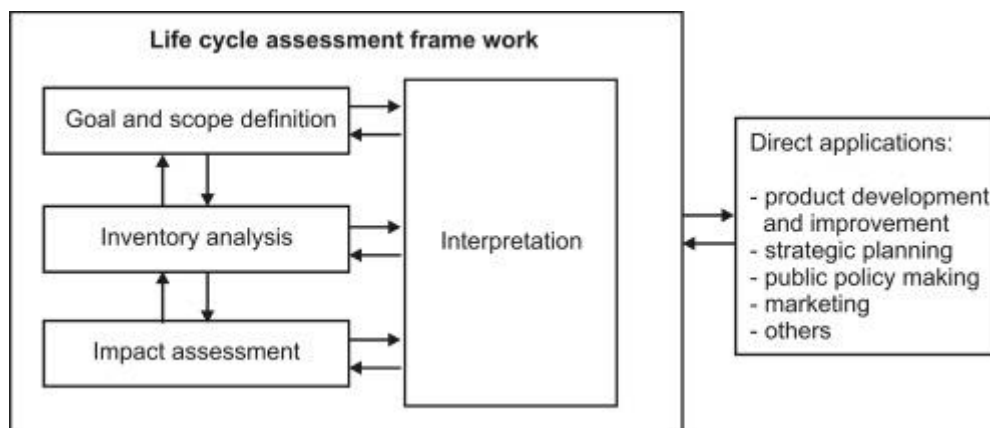 Life cycle assessment frame work
Goal and scope definition
Inventory analysis
Impact assessment
Interpretation
Direct applications:
- product development
and improvement
- strategic planning
- public policy making
- marketing
- others